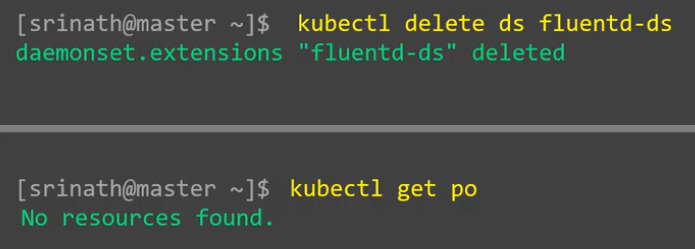 [srinath@master ~]$ kubectl delete ds fluentd-ds
daemonset.extensions "fluentd-ds" deleted
[srinath@master ~]$ kubectl get po
No resources found.